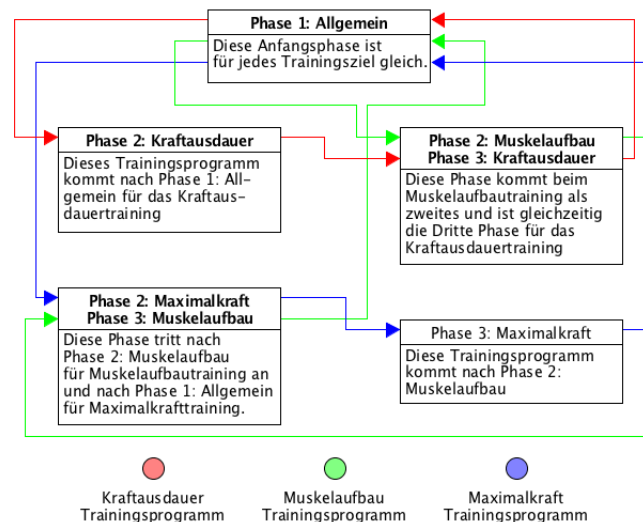 Phase 1: Allgemein
Diese Anfangsphase ist
für jedes Trainingsziel gleich.
Phase 2: Kraftausdauer
Dieses Trainingsprogramm
kommt nach Phase 1: All-
gemein für das Kraftaus-
dauertraining
Phase 2: Muskelaufbau
Phase 3: Kraftausdauer
Diese Phase kommt beim
Muskelaufbautraining als
zweites und ist gleichzeitig
die Dritte Phase für das
Kraftausdauertraining
Phase 2: Maximalkraft
Phase 3: Muskelaufbau
Diese Phase tritt nach
Phase 2: Muskelaufbau
für Muskelaufbautraining an
und nach Phase 1: Allgemein
für Maximalkrafttraining.
Phase 3: Maximalkraft
Diese Trainingsprogramm
kommt nach Phase 2:
Muskelaufbau
Kraftausdauer
Trainingsprogramm
Muskelaufbau
Trainingsprogramm
Maximalkraft
Trainingsprogramm